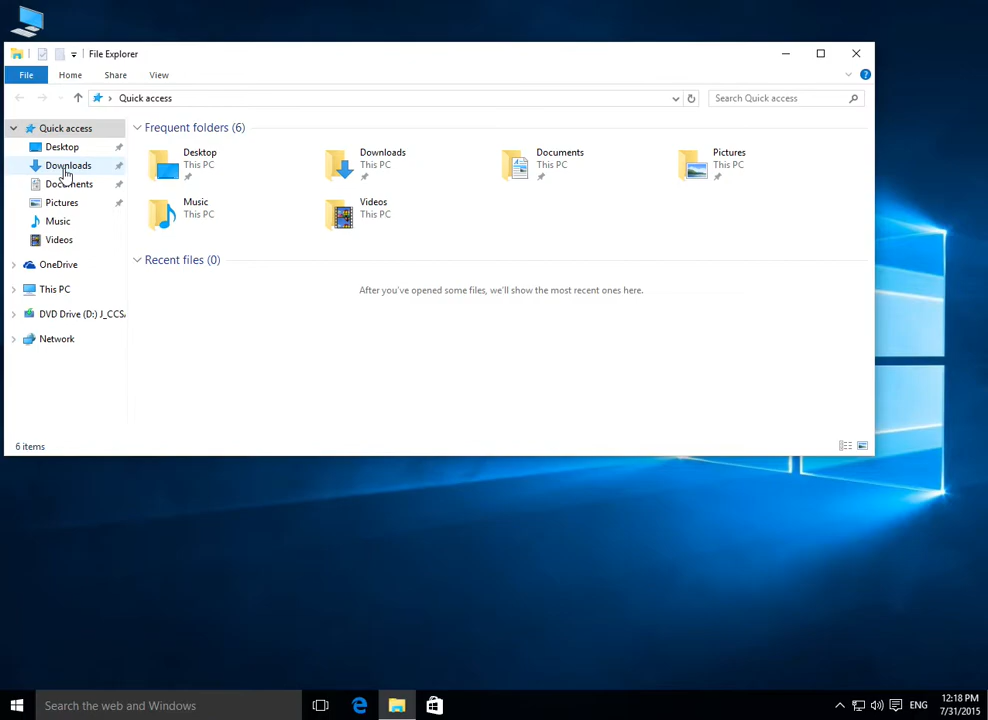 File Explorer
File Home Share View
Quick access
Search Quick access
Quick access
Desktop
Downloads
Documents
Pictures
Music
Videos
OneDrive
This PC
DVD Drive (D:) J_CCSA
Network
Frequent folders (6)
Desktop
This PC
Downloads
This PC
Documents
This PC
Pictures
This PC
Music
This PC
Videos
This PC
Recent files (0)
After you've opened some files, we'll show the most recent ones here.
6 items
Search the web and Windows
ENG
12:18 PM
7/31/2015